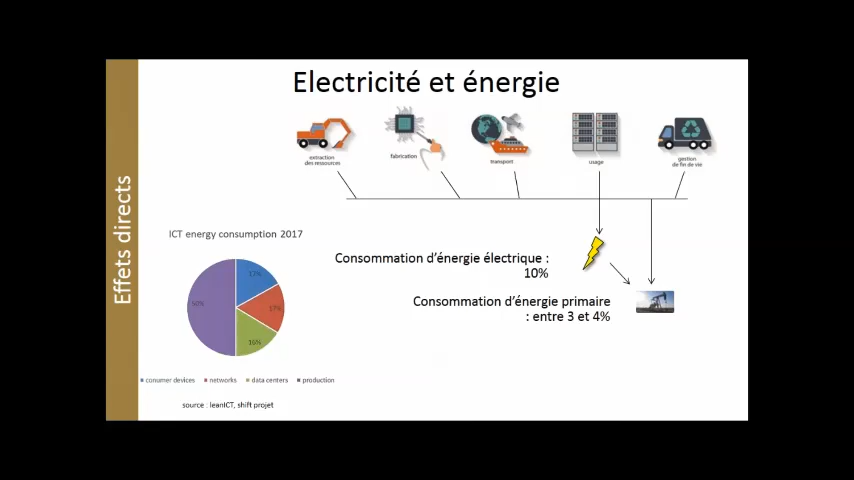 Electricité et énergie
extraction
des ressources
fabrication
transport
usage
gestion
de fin de vie
Effets directs
ICT energy consumption 2017
17%
17%
16%
50%
consumer devices
networks
data centers
production
source : leanICT, shift projet
Consommation d'énergie électrique :
10%
Consommation d'énergie primaire
: entre 3 et 4%